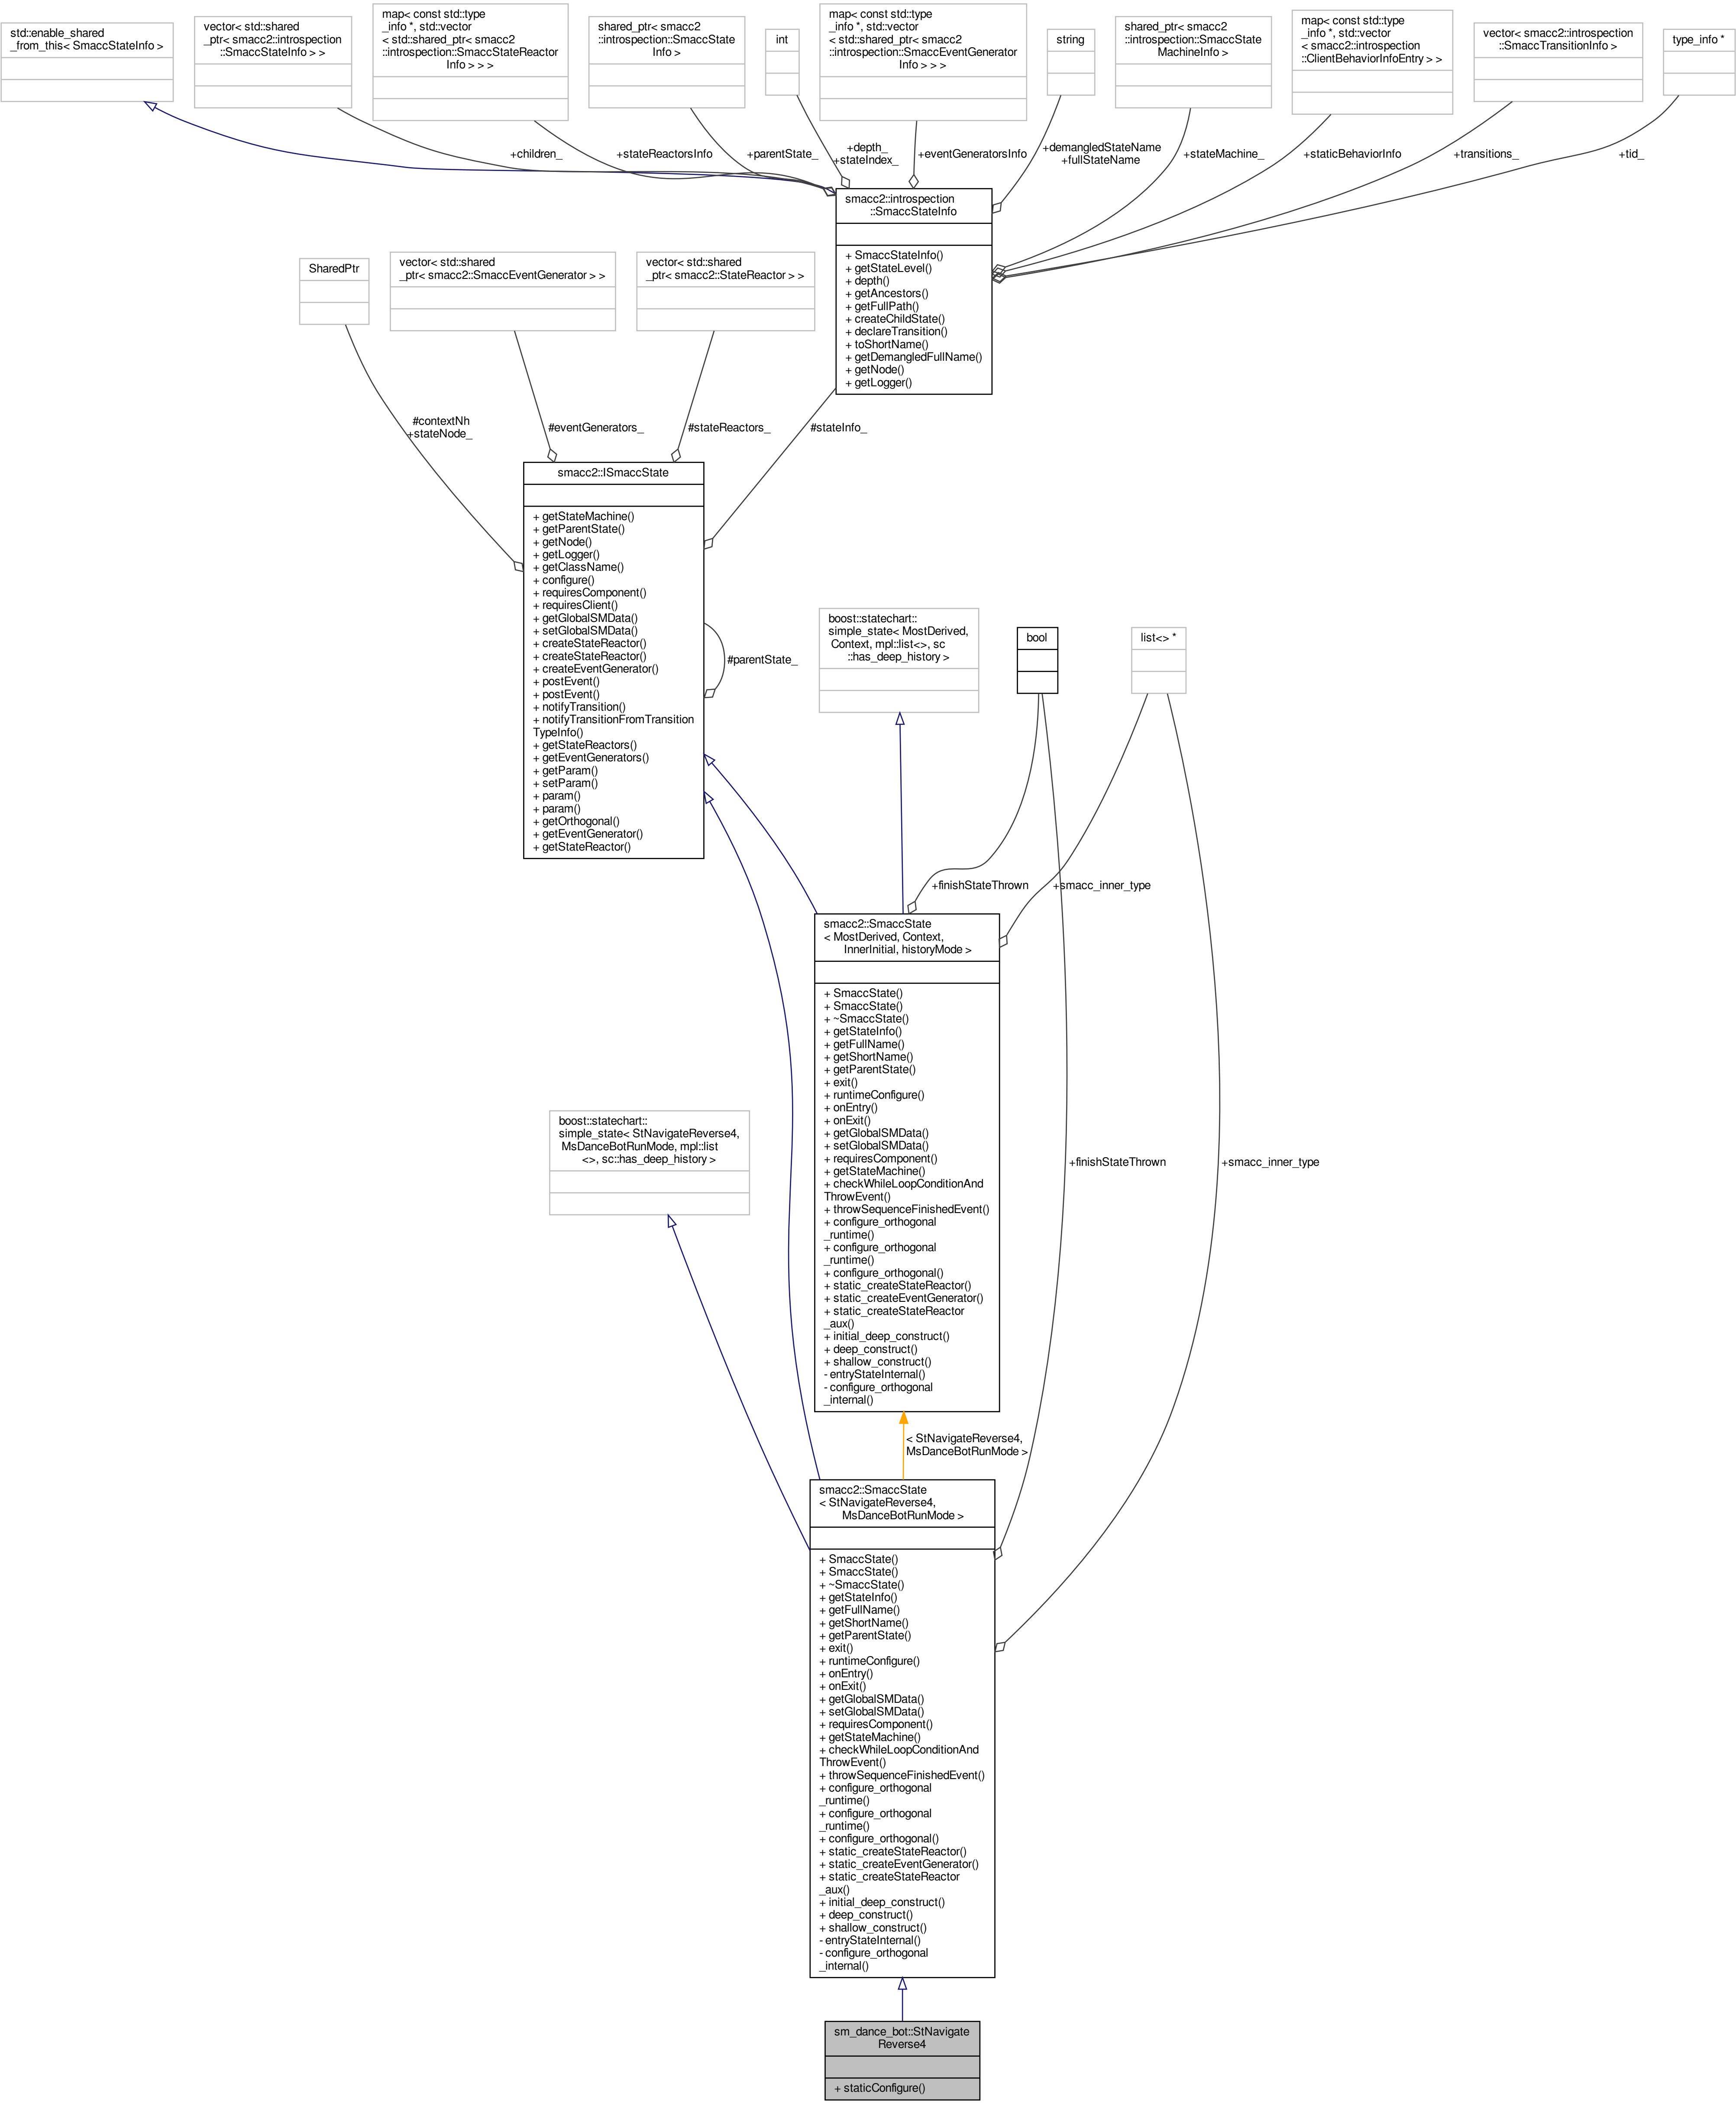 std::enable_shared
_from_this< SmaccStateInfo >
vector< std::shared
_ptr< smacc2::introspection
::SmaccStateInfo > >
map< const std::type
_info *, std::vector
< std::shared_ptr< smacc2
::introspection::SmaccStateReactor
Info > > >
shared_ptr< smacc2
::introspection::SmaccState
Info >
int
map< const std::type
_info *, std::vector
< std::shared_ptr< smacc2
::introspection::SmaccEventGenerator
Info > > >
string
shared_ptr< smacc2
::introspection::SmaccState
MachineInfo >
map< const std::type
_info *, std::vector
< smacc2::introspection
::ClientBehaviorInfoEntry > >
vector< smacc2::introspection
::SmaccTransitionInfo >
type_info *
+children_
+stateReactorsInfo
+parentState_
+depth_
+stateIndex_
+eventGeneratorsInfo
+demangledStateName
+fullStateName
+stateMachine_
+staticBehaviorInfo
+transitions_
+tid_
smacc2::introspection
::SmaccStateInfo
+ SmaccStateInfo()
+ getStateLevel()
+ depth()
+ getAncestors()
+ getFullPath()
+ createChildState()
+ declareTransition()
+ toShortName()
+ getDemangledFullName()
+ getNode()
+ getLogger()
SharedPtr
vector< std::shared
_ptr< smacc2::SmaccEventGenerator > >
vector< std::shared
_ptr< smacc2::StateReactor > >
#contextNh
+stateNode_
#eventGenerators_
#stateReactors_
#stateInfo_
smacc2::ISmaccState
+ getStateMachine()
+ getParentState()
+ getNode()
+ getLogger()
+ getClassName()
+ configure()
+ requiresComponent()
+ requiresClient()
+ getGlobalSMData()
+ setGlobalSMData()
+ createStateReactor()
+ createStateReactor()
+ createEventGenerator()
+ postEvent()
+ postEvent()
+ notifyTransition()
+ notifyTransitionFromTransition
TypeInfo()
+ getStateReactors()
+ getEventGenerators()
+ getParam()
+ setParam()
+ param()
+ param()
+ getOrthogonal()
+ getEventGenerator()
+ getStateReactor()
#parentState_
boost::statechart::
simple_state< MostDerived,
Context, mpl::list<>, sc
::has_deep_history >
bool
list<> *
+finishStateThrown
+smacc_inner_type
smacc2::SmaccState
< MostDerived, Context,
InnerInitial, historyMode >
+ SmaccState()
+ SmaccState()
+ ~SmaccState()
+ getStateInfo()
+ getFullName()
+ getShortName()
+ getParentState()
+ exit()
+ runtimeConfigure()
+ onEntry()
+ onExit()
+ getGlobalSMData()
+ setGlobalSMData()
+ requiresComponent()
+ getStateMachine()
+ checkWhileLoopConditionAnd
ThrowEvent()
+ throwSequenceFinishedEvent()
+ configure_orthogonal
_runtime()
+ configure_orthogonal
_runtime()
+ configure_orthogonal()
+ static_createStateReactor()
+ static_createEventGenerator()
+ static_createStateReactor
_aux()
+ initial_deep_construct()
+ deep_construct()
+ shallow_construct()
- entryStateInternal()
- configure_orthogonal
_internal()
boost::statechart::
simple_state< StNavigateReverse4,
MsDanceBotRunMode, mpl::list
<>, sc::has_deep_history >
+finishStateThrown
+smacc_inner_type
< StNavigateReverse4,
MsDanceBotRunMode >
smacc2::SmaccState
< StNavigateReverse4,
MsDanceBotRunMode >
+ SmaccState()
+ SmaccState()
+ ~SmaccState()
+ getStateInfo()
+ getFullName()
+ getShortName()
+ getParentState()
+ exit()
+ runtimeConfigure()
+ onEntry()
+ onExit()
+ getGlobalSMData()
+ setGlobalSMData()
+ requiresComponent()
+ getStateMachine()
+ checkWhileLoopConditionAnd
ThrowEvent()
+ throwSequenceFinishedEvent()
+ configure_orthogonal
_runtime()
+ configure_orthogonal
_runtime()
+ configure_orthogonal()
+ static_createStateReactor()
+ static_createEventGenerator()
+ static_createStateReactor
_aux()
+ initial_deep_construct()
+ deep_construct()
+ shallow_construct()
- entryStateInternal()
- configure_orthogonal
_internal()
sm_dance_bot::StNavigate
Reverse4
+ staticConfigure()